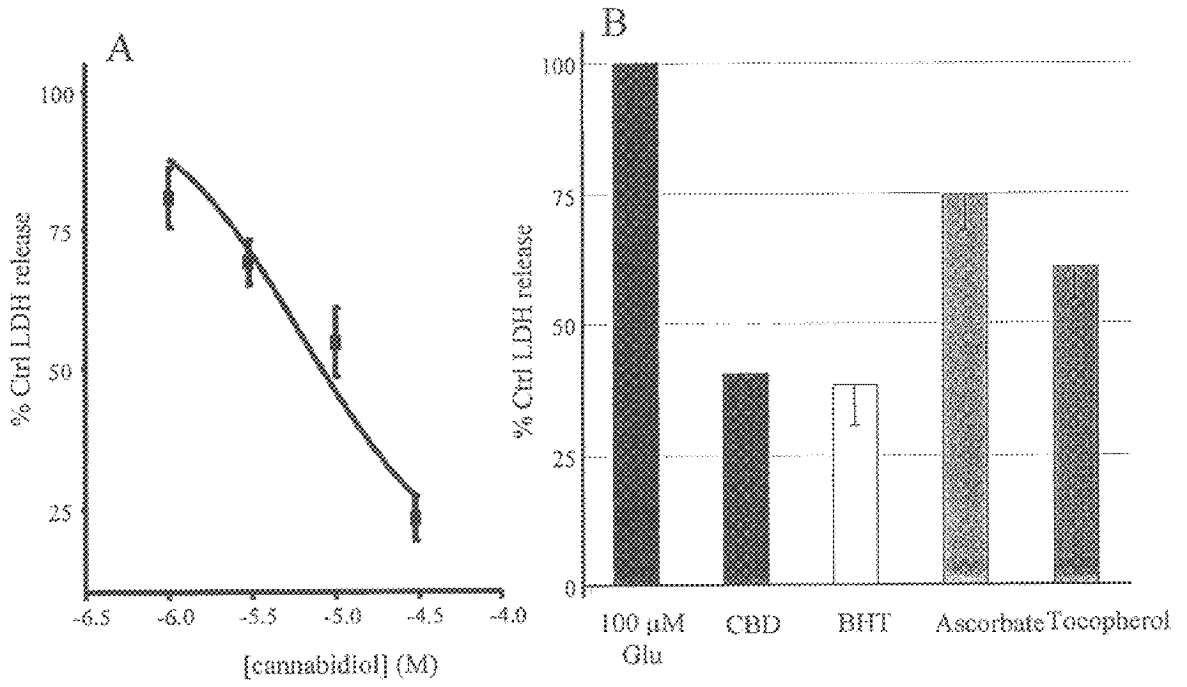 A
% Ctrl LDH release
100
75
50
25
-6.5 -6.0 -5.5 -5.0 -4.5 -4.0
[cannabidiol] (M)
B
% Ctrl LDH release
100
75
50
25
0
100 μM CBD BHT Ascorbate Tocopherol
Glu